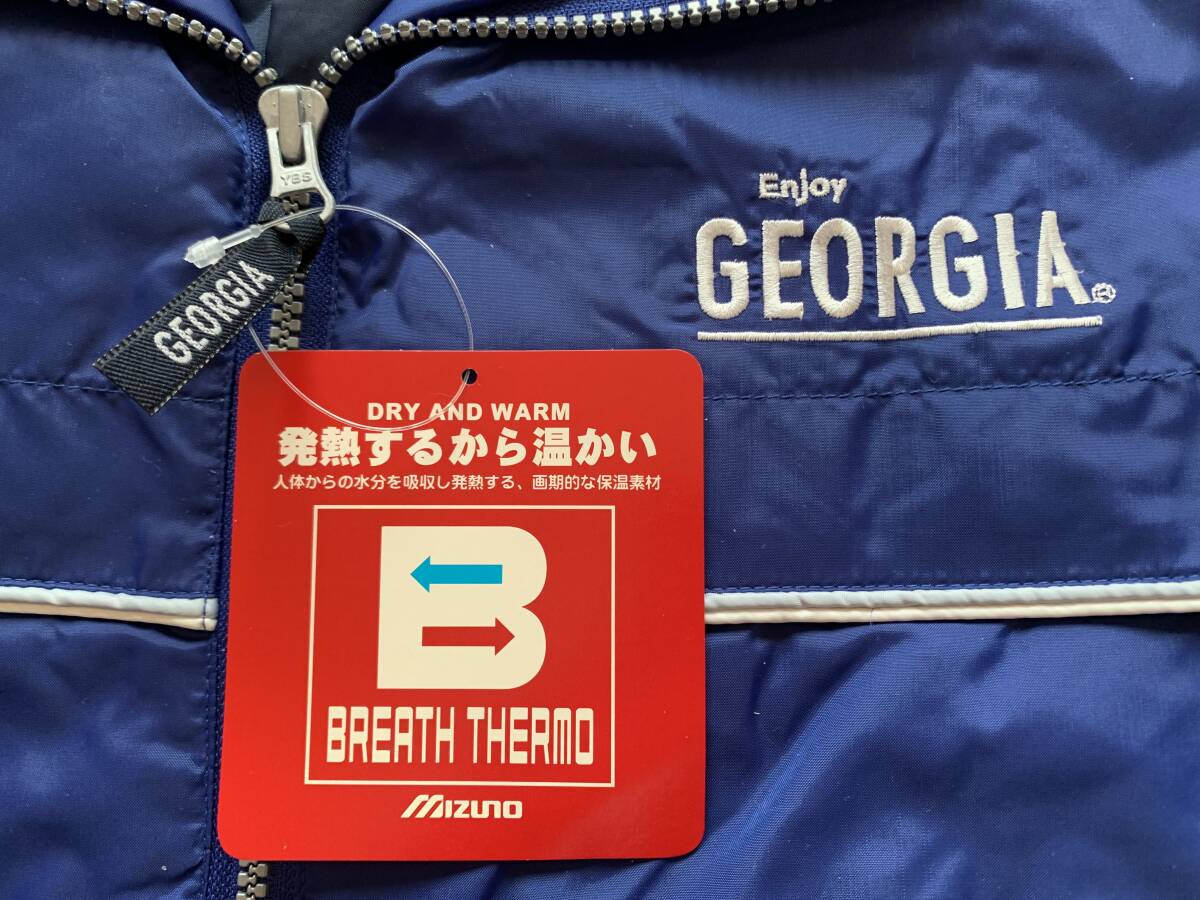 YBS
GEORGIA
Enjoy
GEORGIA®
DRY AND WARM
発熱するから温かい
人体からの水分を吸収し発熱する、画期的な保温素材
B
BREATH THERMO
MIZUNO